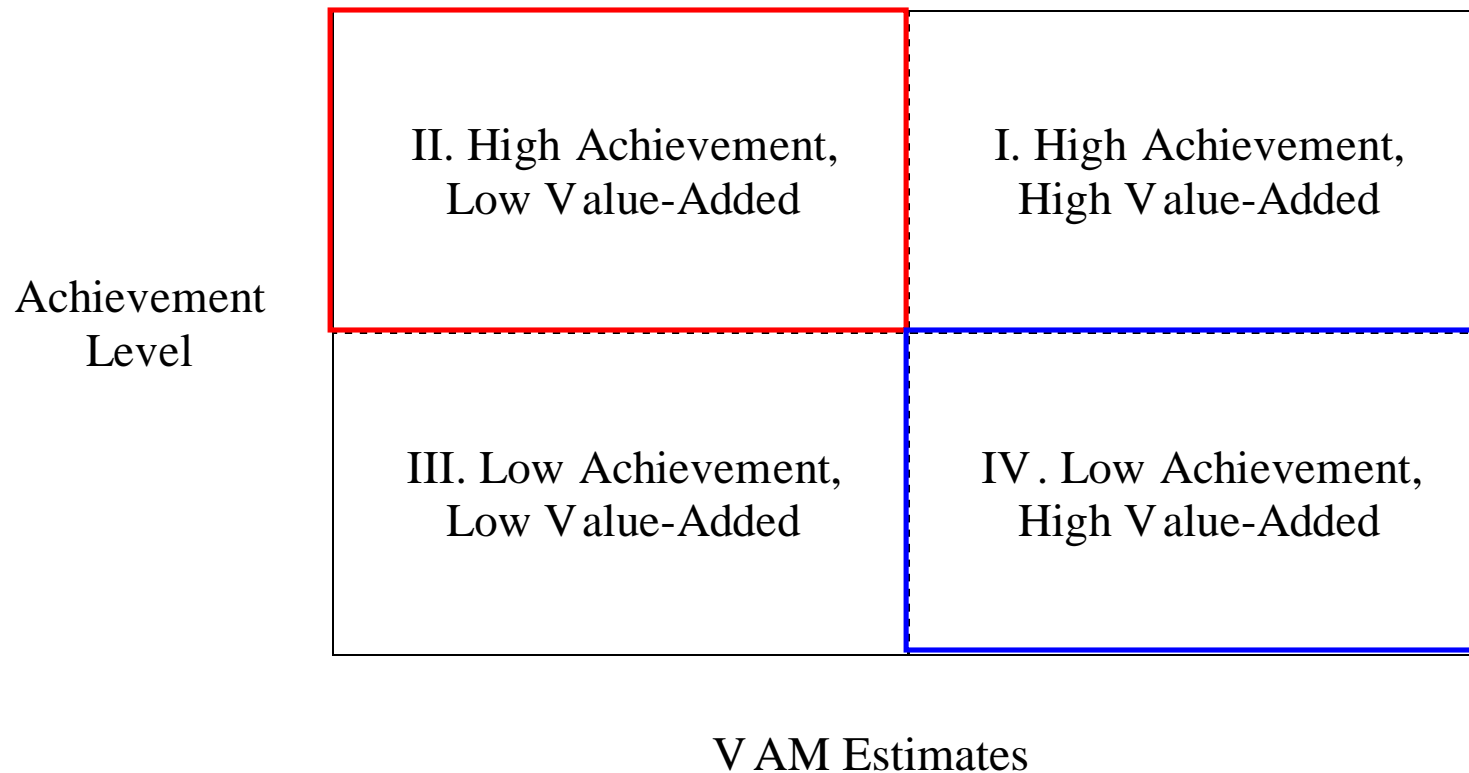 II. High Achievement,
Low Value-Added
I. High Achievement,
High Value-Added
Achievement
Level
III. Low Achievement,
Low Value-Added
IV. Low Achievement,
High Value-Added
VAM Estimates